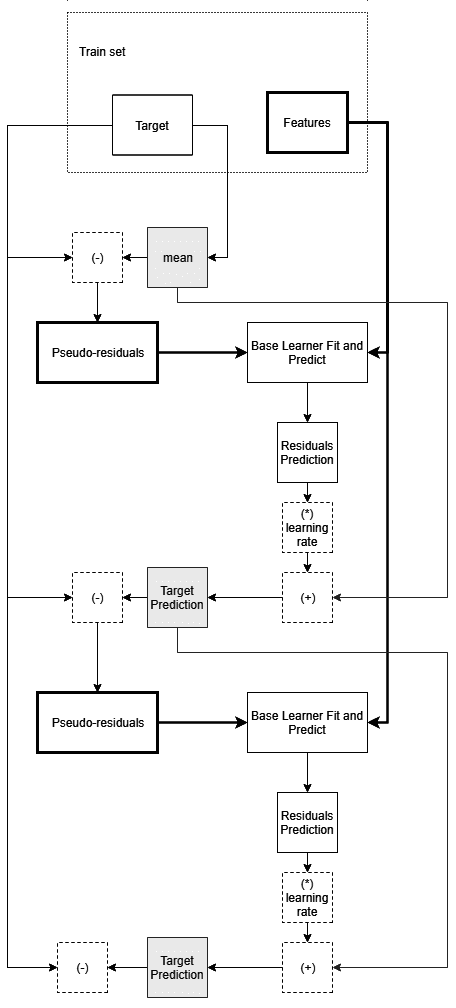 Train set
Target
Features
(-)
mean
Pseudo-residuals
Base Learner Fit and
Predict
Residuals
Prediction
(*)
learning
rate
(-)
Target
Prediction
(+)
Pseudo-residuals
Base Learner Fit and
Predict
Residuals
Prediction
(*)
learning
rate
(-)
Target
Prediction
(+)